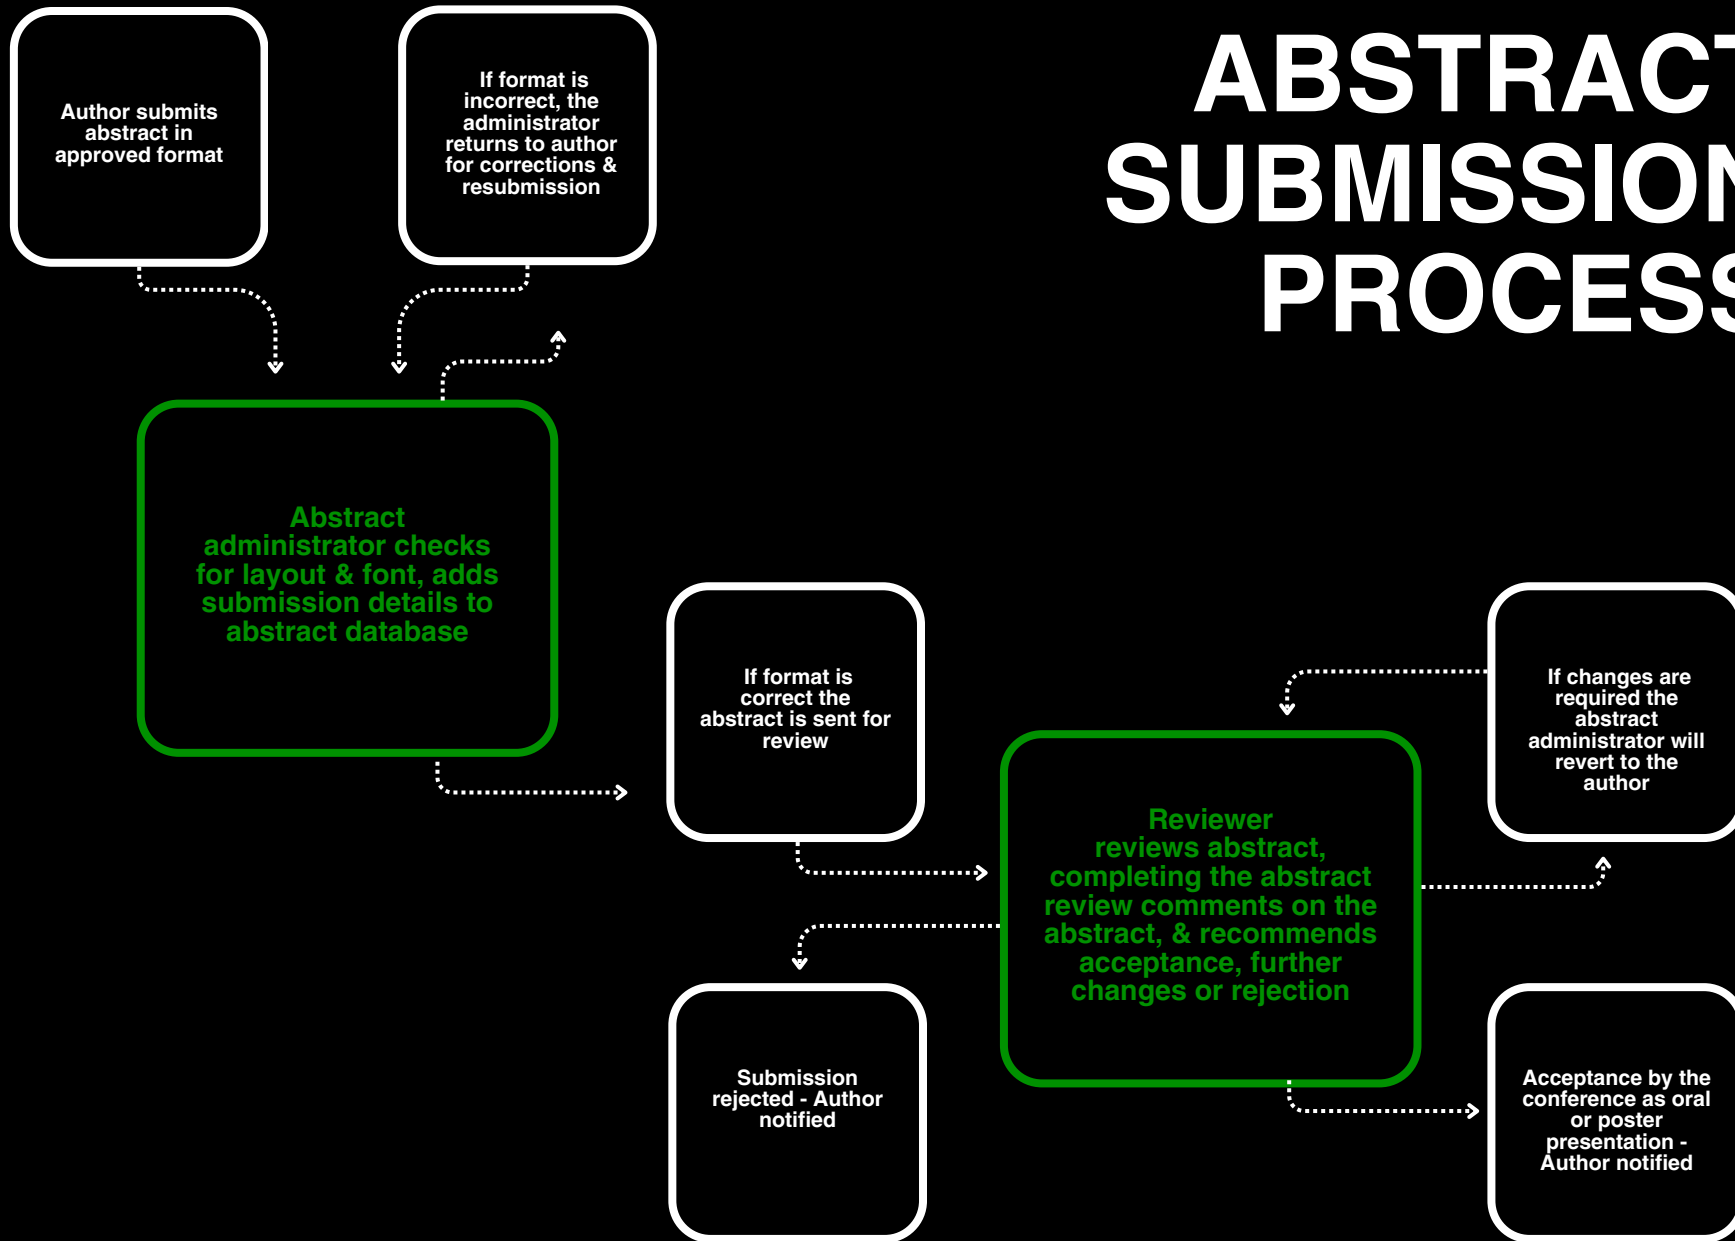 ABSTRACT
SUBMISSION
PROCESS
Author submits
abstract in
approved format
If format is
incorrect, the
administrator
returns to author
for corrections &
resubmission
Abstract
administrator checks
for layout & font, adds
submission details to
abstract database
If format is
correct the
abstract is sent for
review
Reviewer
reviews abstract,
completing the abstract
review comments on the
abstract, & recommends
acceptance, further
changes or rejection
If changes are
required the
abstract
administrator will
revert to the
author
Submission
rejected - Author
notified
Acceptance by the
conference as oral
or poster
presentation -
Author notified